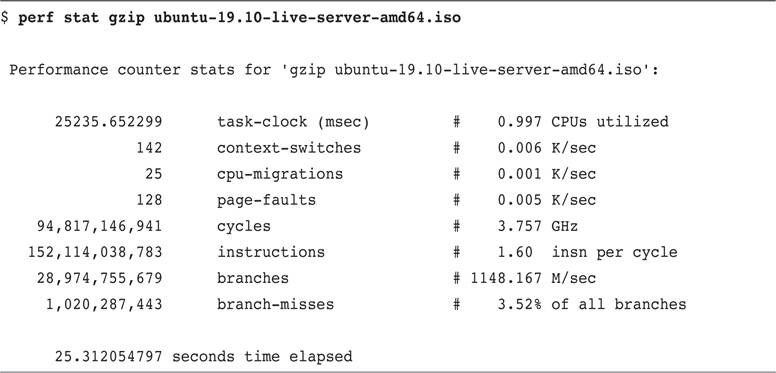 $ perf stat gzip ubuntu-19.10-live-server-amd64.iso
Performance counter stats for 'gzip ubuntu-19.10-live-server-amd64.iso':
25235.652299 task-clock (msec) # 0.997 CPUs utilized
142 context-switches # 0.006 K/sec
25 cpu-migrations # 0.001 K/sec
128 page-faults # 0.005 K/sec
94,817,146,941 cycles # 3.757 GHz
152,114,038,783 instructions # 1.60 insn per cycle
28,974,755,679 branches # 1148.167 M/sec
1,020,287,443 branch-misses # 3.52% of all branches
25.312054797 seconds time elapsed